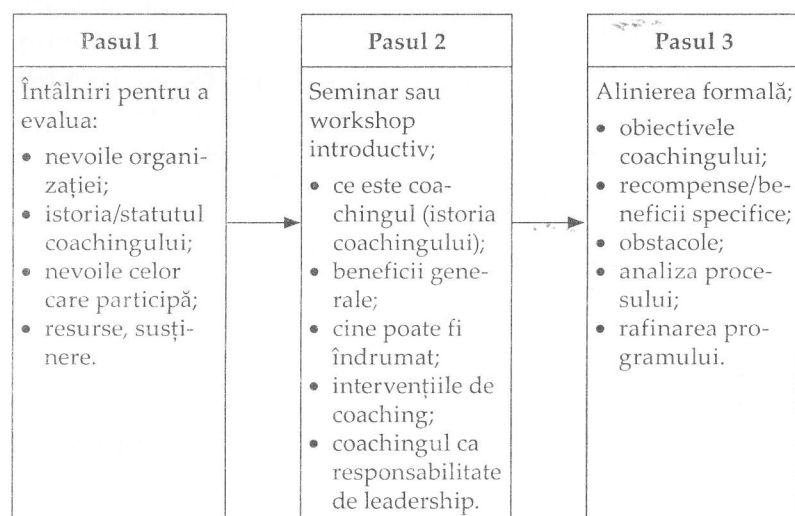 Pasul 1
Întâlniri pentru a
evalua:
• nevoile organi-
zației;
• istoria/statutul
coachingului;
• nevoile celor
care participă;
• resurse, susți-
nere.
Pasul 2
Seminar sau
workshop
introductiv;
• ce este coa-
chingul (istoria
coachingului);
• beneficii gene-
rale;
• cine poate fi
îndrumat;
• intervențiile de
coaching;
• coachingul ca
responsabilitate
de leadership.
Pasul 3
Alinierea formală;
• obiectivele
coachingului;
• recompense/be-
neficii specifice;
• obstacole;
• analiza proce-
sului;
• rafinarea pro-
gramului.